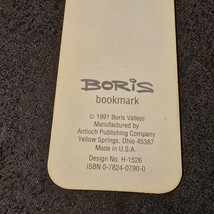 BORIS
bookmark
© 1991 Boris Vallejo
Manufactured by
Antioch Publishing Company
Yellow Springs, Ohio 45387
Made in U.S.A.
Design No. H-1526
ISBN 0-7824-0790-0